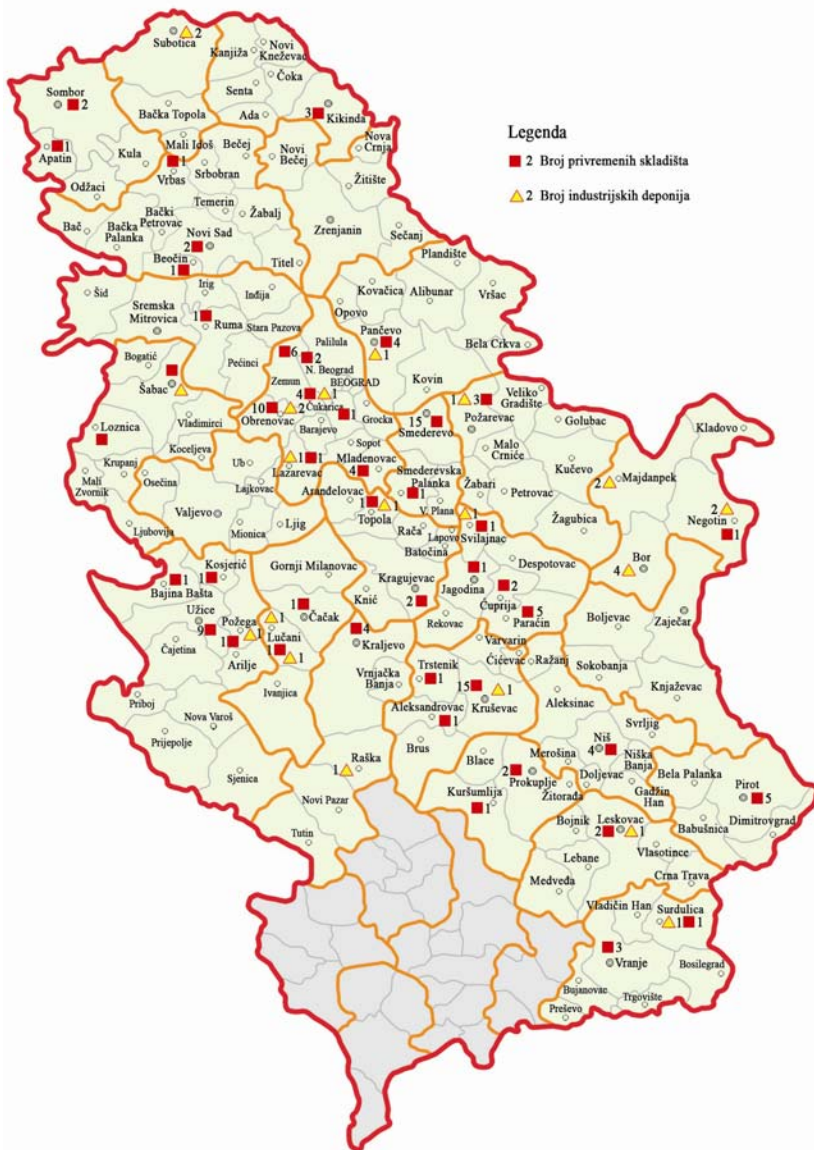 Subotica
2
Kanjiža
Novi
Kneževac
Čoka
Senta
Sombor
2
Bačka Topola
Ada
3
Kikinda
Legenda
2 Broj privremenih skladišta
2 Broj industrijskih deponija
Mali Iđoš
Bečej
Novi
Bečej
Nova
Crnja
1
Apatin
Kula
1
Vrbas
Srbobran
Žitište
Odžaci
Temerin
Bački
Petrovac
Žabalj
Bač
Bačka
Palanka
Novi Sad
2
Zrenjanin
Sečanj
Beočin
1
Titel
Plandište
Šid
Irig
Inđija
Kovačica
Alibunar
Vršac
Sremska
Mitrovica
1
Ruma
Opovo
Stara Pazova
Pančevo
4
1
Palilula
Bela Crkva
Bogatić
Pećinci
6
2
N. Beograd
Zemun
BEOGRAD
Kovin
Šabac
4
1
Čukarica
10
2
Obrenovac
1
Grocka
1
3
Veliko
Gradište
Požarevac
Golubac
Kladovo
Loznica
Vladimirci
Barajevo
15
Smederevo
Malo
Crniće
Koceljeva
Sopot
Kučevo
Majdanpek
2
Krupanj
Ub
1
1
Lazarevac
Mladenovac
4
Smederevska
Palanka
1
Mali
Zvornik
Osečina
Lajkovac
Aranđelovac
Žabari
Petrovac
2
Negotin
1
Valjevo
1
1
Topola
V. Plana
1
1
Svilajnac
Žagubica
Ljubovija
Mionica
Ljig
Rača
Lapovo
Batočina
Bor
4
Kosjerić
Gornji Milanovac
Despotovac
1
1
Bajina Bašta
Kragujevac
2
Knić
1
Jagodina
2
Ćuprija
Zaječar
Užice
9
Požega
1
1
Čačak
1
5
Paraćin
Boljevac
1
Arilje
Lučani
1
1
4
Kraljevo
Rekovac
Varvarin
Čajetina
Ćićevac
Ražanj
Sokobanja
Ivanjica
Vrnjačka
Banja
Trstenik
1
15
1
Kruševac
Knjaževac
Priboj
Aleksandrovac
1
Aleksinac
Nova Varoš
Svrljig
Prijepolje
Brus
Niš
4
Blace
Merošina
Niška
Banja
Sjenica
Raška
1
2
Prokuplje
Doljevac
Gadžin
Han
Bela Palanka
Pirot
5
Kuršumlija
1
Žitorađa
Novi Pazar
Bojnik
Leskovac
2
1
Babušnica
Dimitrovgrad
Tutin
Vlasotince
Lebane
Medveđa
Crna Trava
Vladičin Han
Surdulica
1
1
3
Vranje
Bosilegrad
Bujanovac
Trgovište
Preševo